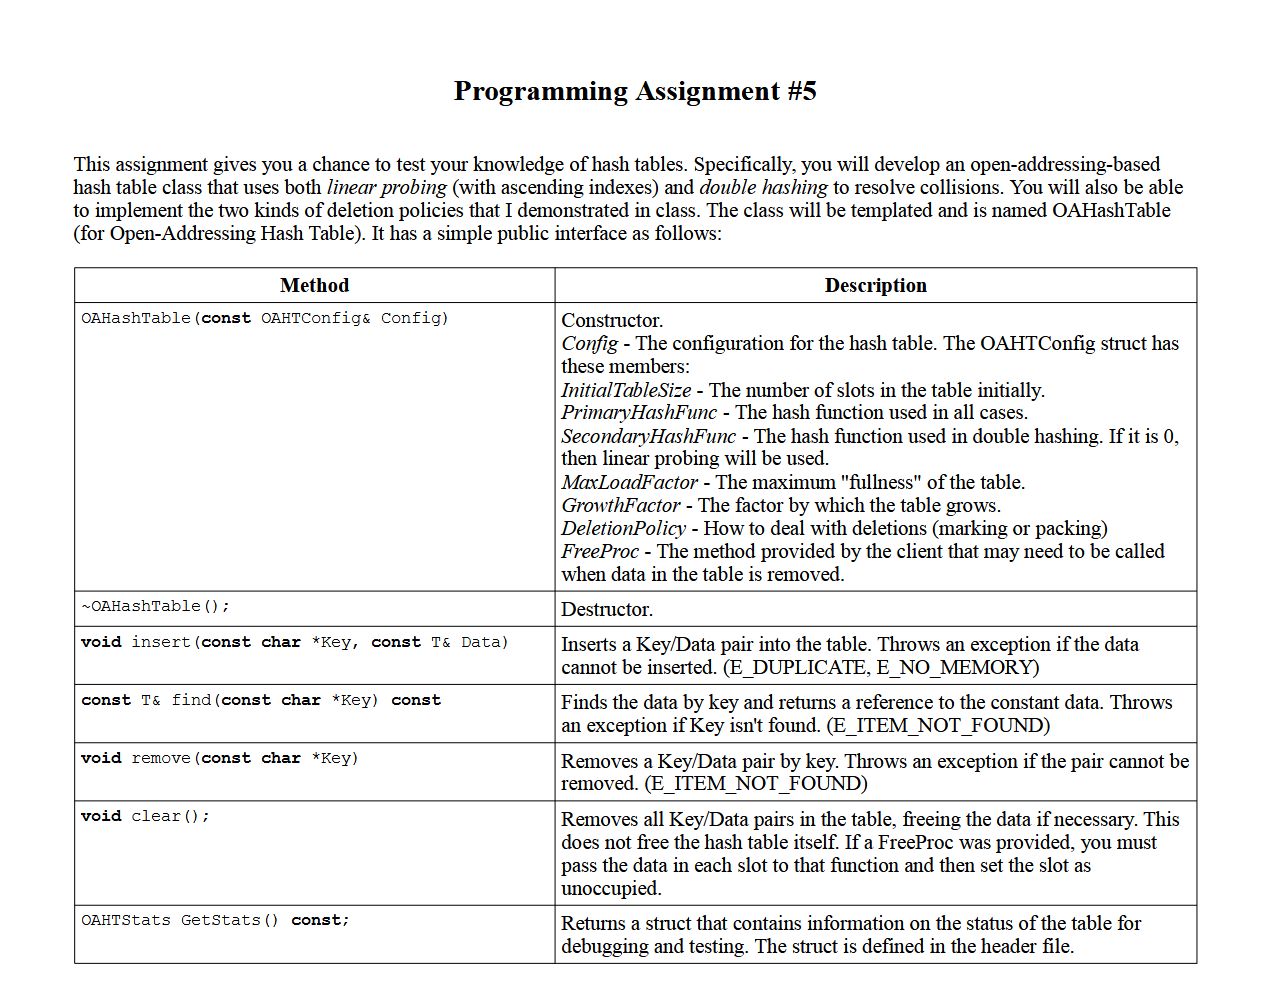 Programming Assignment #5
This assignment gives you a chance to test your knowledge of hash tables. Specifically, you will develop an open-addressing-based
hash table class that uses both linear probing (with ascending indexes) and double hashing to resolve collisions. You will also be able
to implement the two kinds of deletion policies that I demonstrated in class. The class will be templated and is named OAHashTable
(for Open-Addressing Hash Table). It has a simple public interface as follows:
Method
Description
OAHashTable(const OAHTConfig& Config)
Constructor.
Config - The configuration for the hash table. The OAHTConfig struct has
these members:
InitialTableSize - The number of slots in the table initially.
PrimaryHashFunc - The hash function used in all cases.
SecondaryHashFunc - The hash function used in double hashing. If it is 0,
then linear probing will be used.
MaxLoadFactor - The maximum "fullness" of the table.
GrowthFactor - The factor by which the table grows.
DeletionPolicy - How to deal with deletions (marking or packing)
FreeProc - The method provided by the client that may need to be called
when data in the table is removed.
~OAHashTable();
Destructor.
void insert(const char *Key, const T& Data)
Inserts a Key/Data pair into the table. Throws an exception if the data
cannot be inserted. (E_DUPLICATE, E_NO_MEMORY)
const T& find(const char *Key) const
Finds the data by key and returns a reference to the constant data. Throws
an exception if Key isn't found. (E_ITEM_NOT_FOUND)
void remove(const char *Key)
Removes a Key/Data pair by key. Throws an exception if the pair cannot be
removed. (E_ITEM_NOT_FOUND)
void clear();
Removes all Key/Data pairs in the table, freeing the data if necessary. This
does not free the hash table itself. If a FreeProc was provided, you must
pass the data in each slot to that function and then set the slot as
unoccupied.
OAHTStats GetStats() const;
Returns a struct that contains information on the status of the table for
debugging and testing. The struct is defined in the header file.